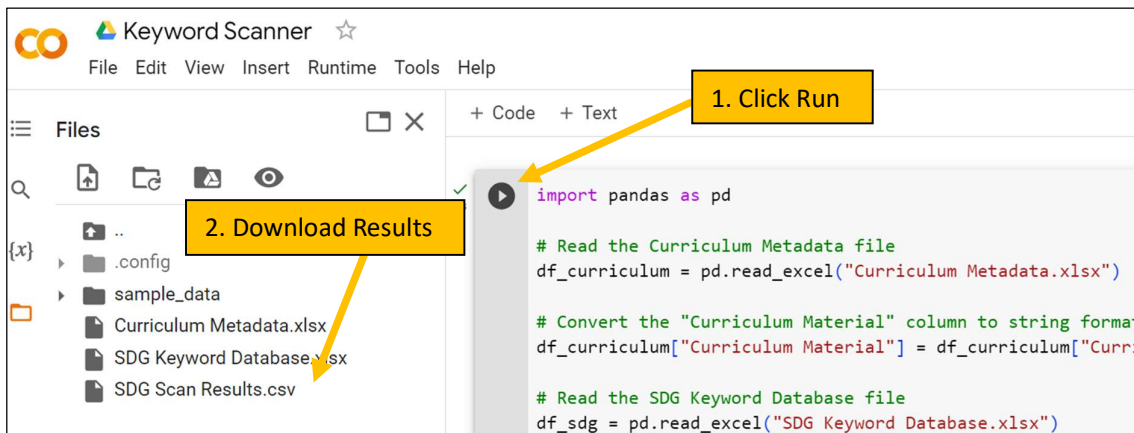 Keyword Scanner
File Edit View Insert Runtime Tools Help
1. Click Run
+ Code + Text
Files
2. Download Results
{x}
..
.config
sample_data
Curriculum Metadata.xlsx
SDG Keyword Database.xlsx
SDG Scan Results.csv
import pandas as pd
# Read the Curriculum Metadata file
df_curriculum = pd.read_excel("Curriculum Metadata.xlsx")
# Convert the "Curriculum Material" column to string format
df_curriculum["Curriculum Material"] = df_curriculum["Curri
# Read the SDG Keyword Database file
df_sdg = pd.read_excel("SDG Keyword Database.xlsx")